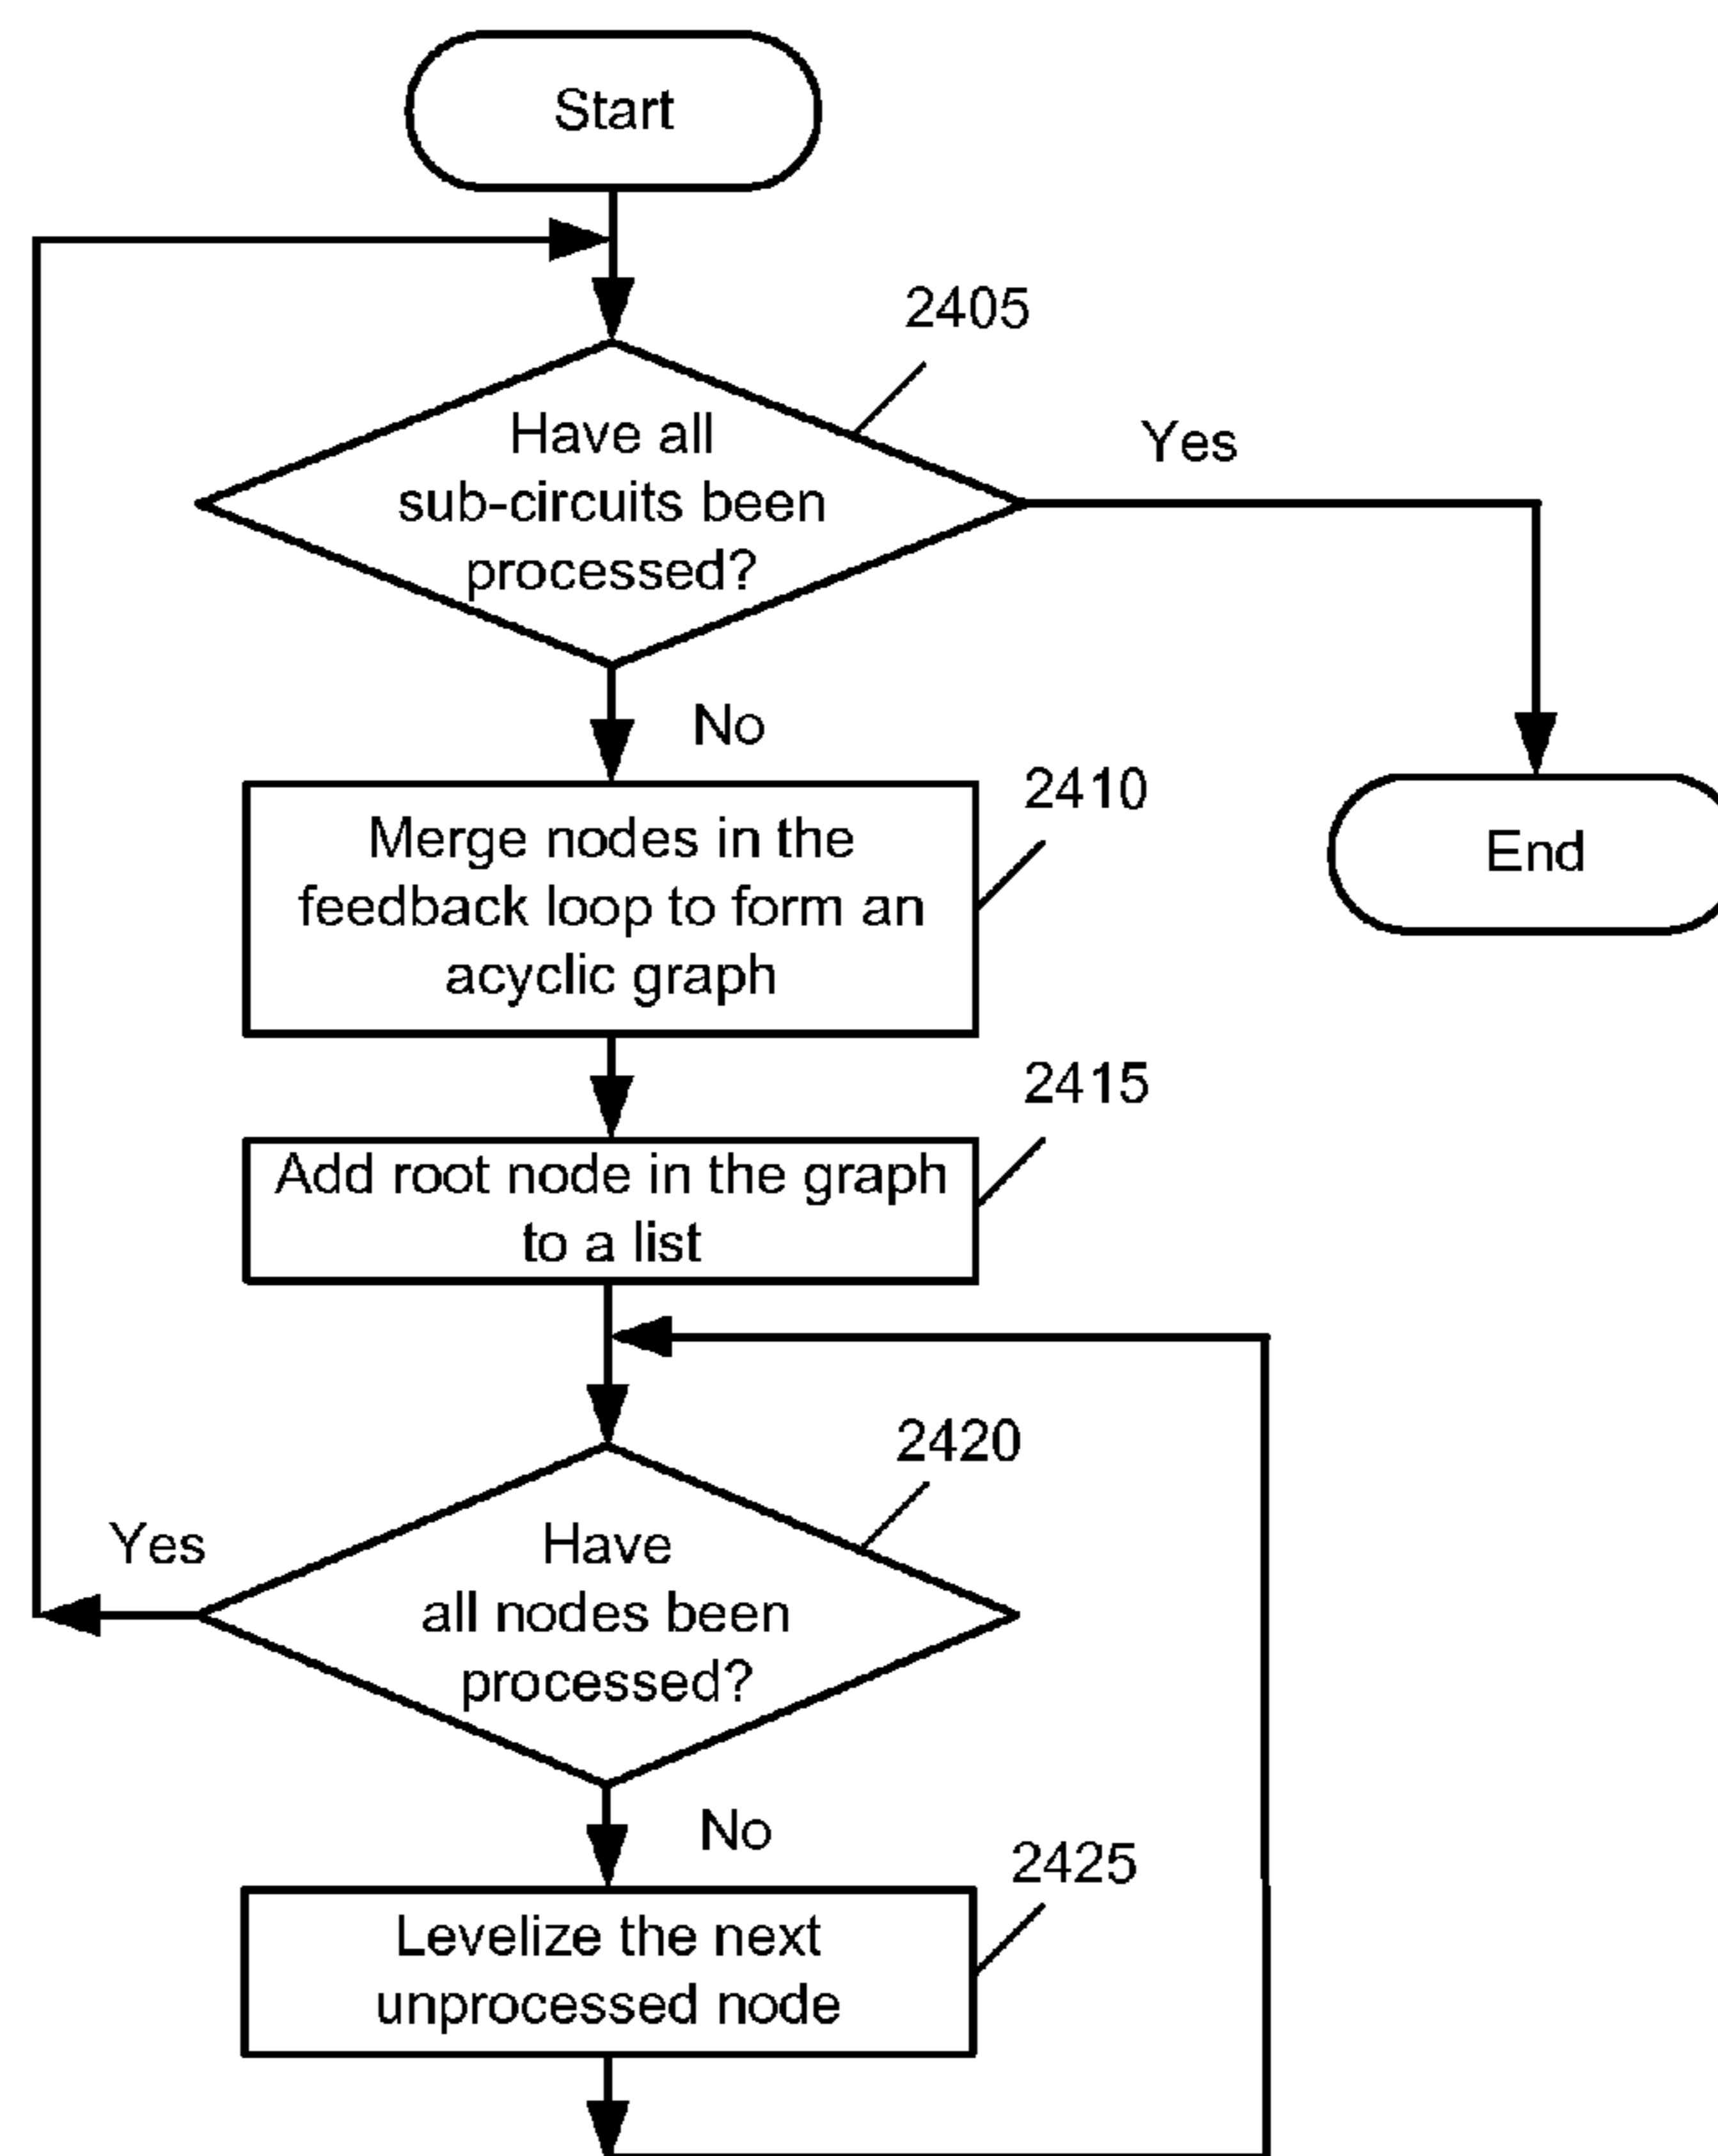 Start
2405
Have all
sub-circuits been
processed?
Yes
No
2410
Merge nodes in the
feedback loop to form an
acyclic graph
End
2415
Add root node in the graph
to a list
2420
Have
all nodes been
processed?
Yes
No
2425
Levelize the next
unprocessed node